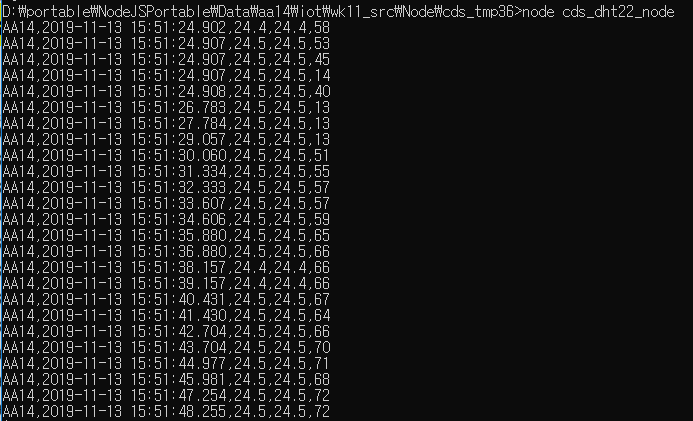 D:₩portable₩NodeJSPortable₩Data₩aa14₩iot₩wk11_src₩Node₩cds_tmp36>node cds_dht22_node
AA14,2019-11-13 15:51:24.902,24.4,24.4,58
AA14,2019-11-13 15:51:24.907,24.5,24.5,53
AA14,2019-11-13 15:51:24.907,24.5,24.5,45
AA14,2019-11-13 15:51:24.907,24.5,24.5,14
AA14,2019-11-13 15:51:24.908,24.5,24.5,40
AA14,2019-11-13 15:51:26.783,24.5,24.5,13
AA14,2019-11-13 15:51:27.784,24.5,24.5,13
AA14,2019-11-13 15:51:29.057,24.5,24.5,13
AA14,2019-11-13 15:51:30.060,24.5,24.5,51
AA14,2019-11-13 15:51:31.334,24.5,24.5,55
AA14,2019-11-13 15:51:32.333,24.5,24.5,57
AA14,2019-11-13 15:51:33.607,24.5,24.5,57
AA14,2019-11-13 15:51:34.606,24.5,24.5,59
AA14,2019-11-13 15:51:35.880,24.5,24.5,65
AA14,2019-11-13 15:51:36.880,24.5,24.5,66
AA14,2019-11-13 15:51:38.157,24.4,24.4,66
AA14,2019-11-13 15:51:39.157,24.4,24.4,66
AA14,2019-11-13 15:51:40.431,24.5,24.5,67
AA14,2019-11-13 15:51:41.430,24.5,24.5,64
AA14,2019-11-13 15:51:42.704,24.5,24.5,66
AA14,2019-11-13 15:51:43.704,24.5,24.5,70
AA14,2019-11-13 15:51:44.977,24.5,24.5,71
AA14,2019-11-13 15:51:45.981,24.5,24.5,68
AA14,2019-11-13 15:51:47.254,24.5,24.5,72
AA14,2019-11-13 15:51:48.255,24.5,24.5,72